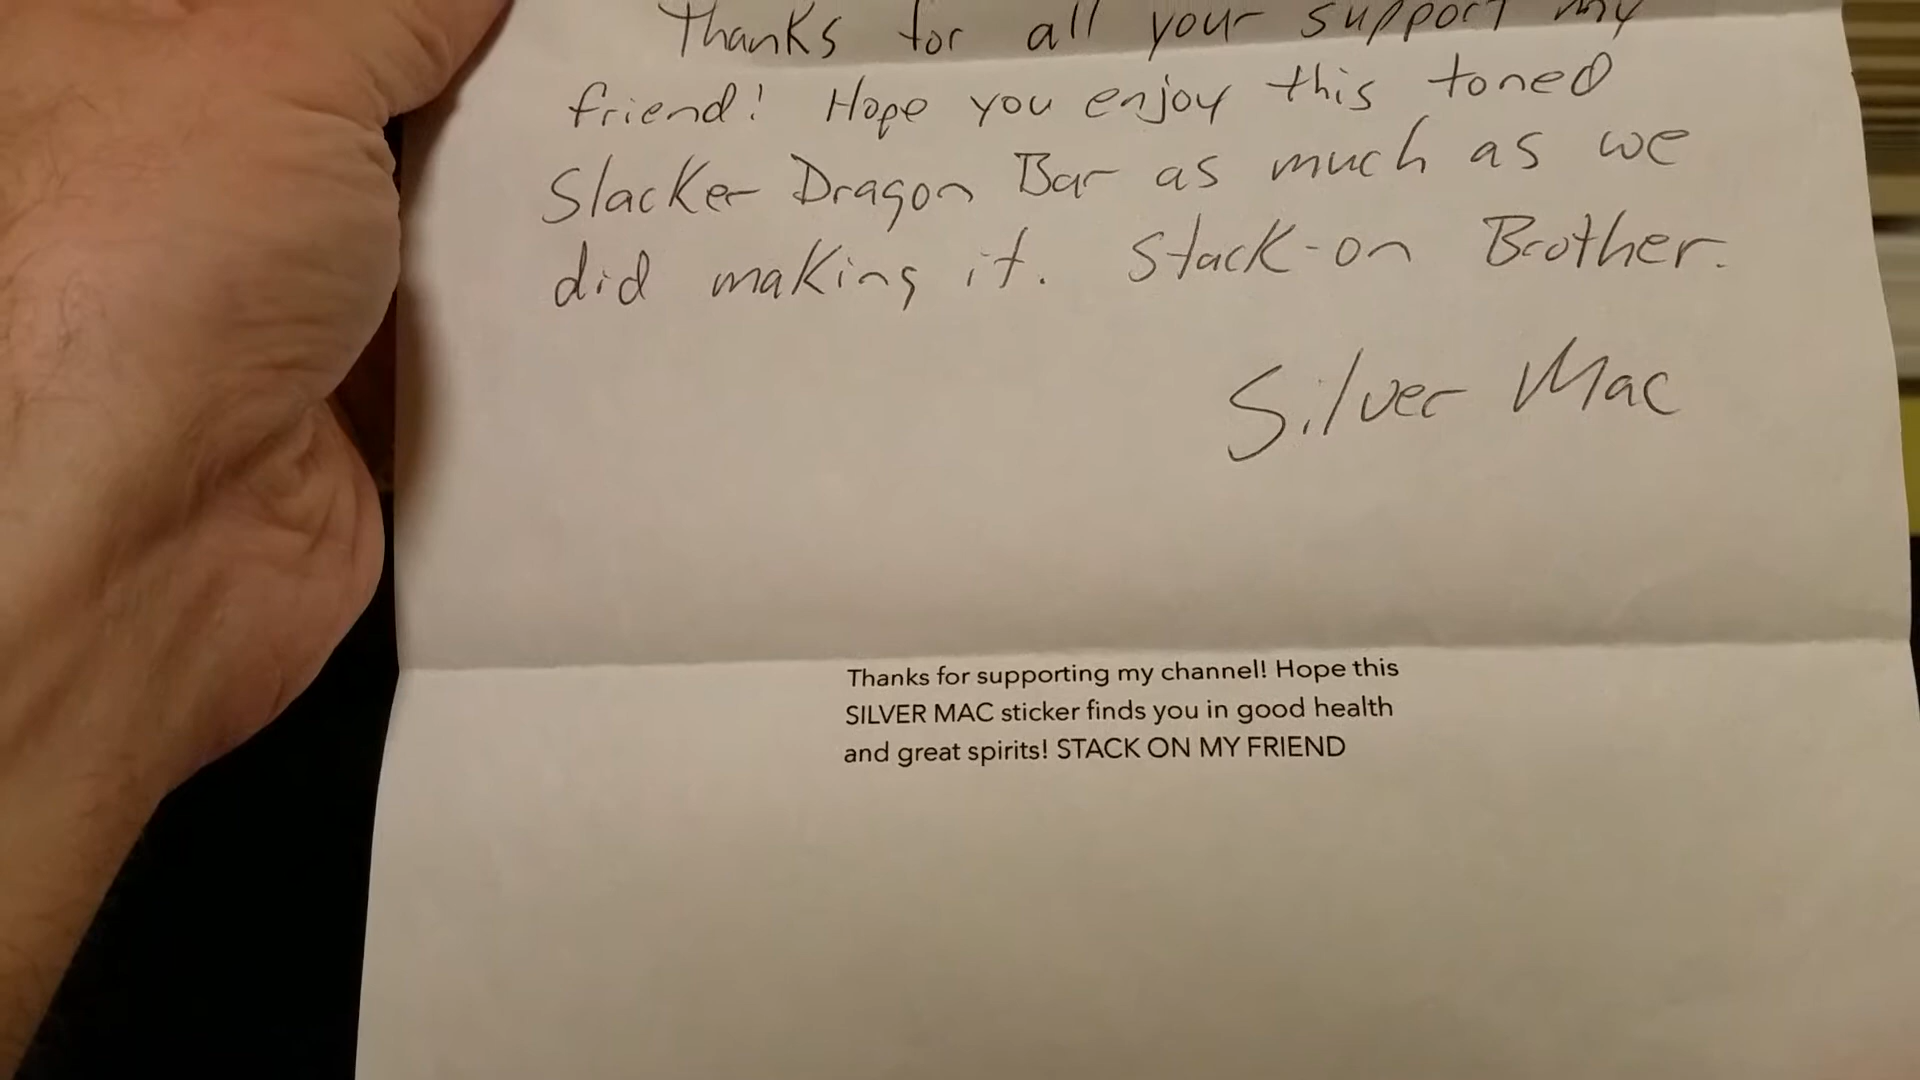 Thanks for all your support my
friend! Hope you enjoy this toned
Slacker Dragon Bar as much as we
did making it. Stack-on Brother.
Silver Mac
Thanks for supporting my channel! Hope this
SILVER MAC sticker finds you in good health
and great spirits! STACK ON MY FRIEND